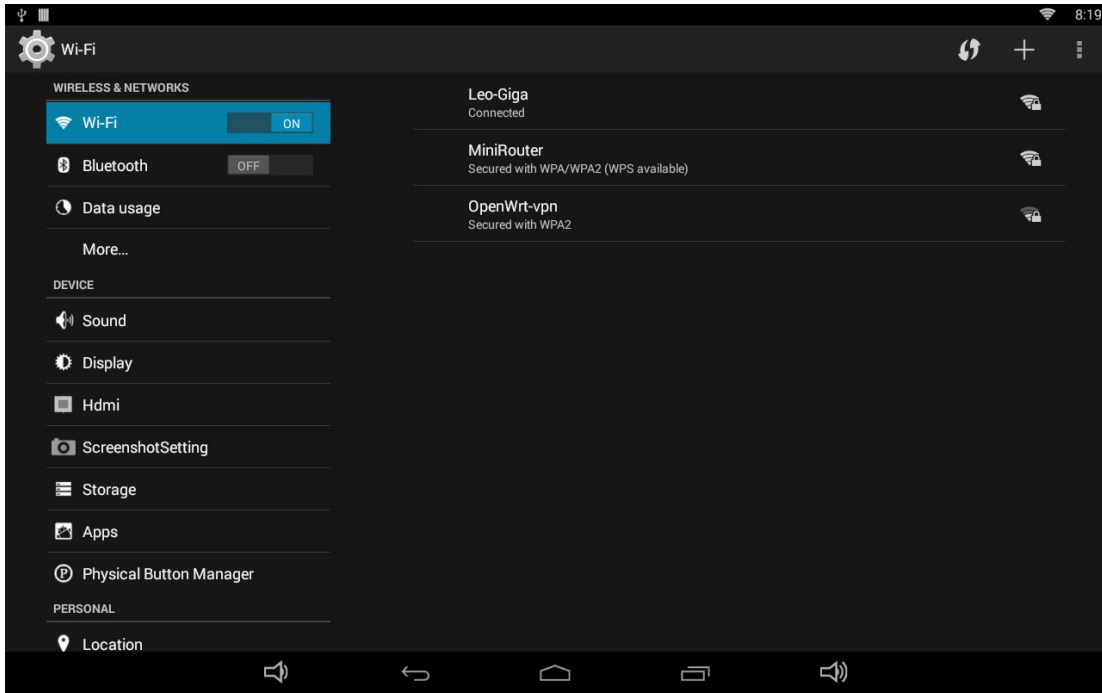 8:19
Wi-Fi
WIRELESS & NETWORKS
Wi-Fi ON
Bluetooth OFF
Data usage
More...
DEVICE
Sound
Display
Hdmi
ScreenshotSetting
Storage
Apps
Physical Button Manager
PERSONAL
Location
Leo-Giga
Connected
MiniRouter
Secured with WPA/WPA2 (WPS available)
OpenWrt-vpn
Secured with WPA2